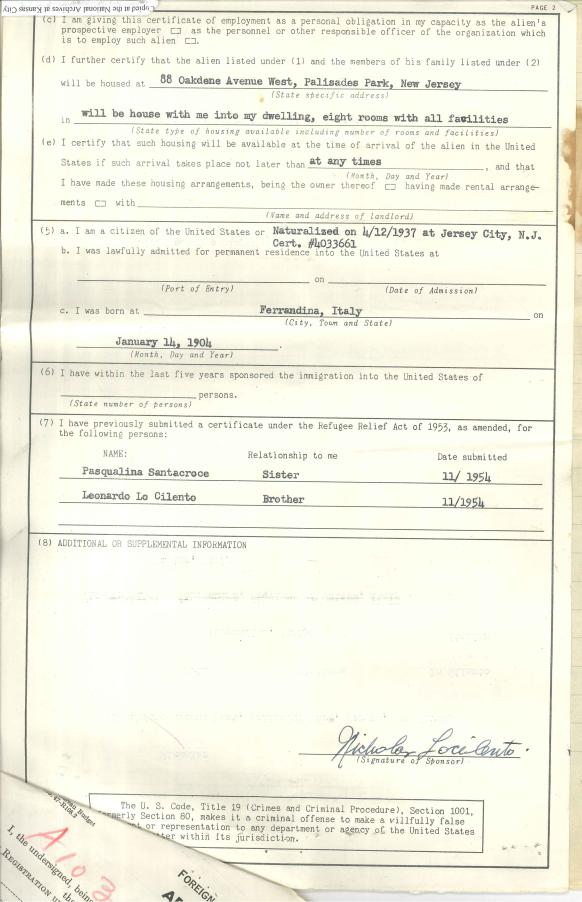 Copied at the National Archives at Kansas City
PAGE 2
(c) I am giving this certificate of employment as a personal obligation in my capacity as the alien's
prospective employer ▭ as the personnel or other responsible officer of the organization which
is to employ such alien ▭.
(d) I further certify that the alien listed under (1) and the members of his family listed under (2)
will be housed at 88 Oakdene Avenue West, Palisades Park, New Jersey
(State specific address)
in will be house with me into my dwelling, eight rooms with all facilities
(State type of housing available including number of rooms and facilities)
(e) I certify that such housing will be available at the time of arrival of the alien in the United
States if such arrival takes place not later than at any times, and that
(Month, Day and Year)
I have made these housing arrangements, being the owner thereof ▭ having made rental arrange-
ments ▭ with
(Name and address of landlord)
(5) a. I am a citizen of the United States or Naturalized on 4/12/1937 at Jersey City, N.J.
Cert. #4033661
b. I was lawfully admitted for permanent residence into the United States at
on
(Port of Entry) (Date of Admission)
c. I was born at Ferrandina, Italy on
(City, Town and State)
January 14, 1904.
(Month, Day and Year)
(6) I have within the last five years sponsored the immigration into the United States of
persons.
(State number of persons)
(7) I have previously submitted a certificate under the Refugee Relief Act of 1953, as amended, for
the following persons:
NAME: Relationship to me Date submitted
Pasqualina Santacroce Sister 11/ 1954
Leonardo Lo Cilento Brother 11/1954
(8) ADDITIONAL OR SUPPLEMENTAL INFORMATION
Nicholas Locilento.
(Signature of Sponsor)
The U. S. Code, Title 19 (Crimes and Criminal Procedure), Section 1001,
formerly Section 80, makes it a criminal offense to make a willfully false
or representation to any department or agency of the United States
within its jurisdiction.
Budget
A10
I, the undersigned, being
REGISTRATION
FOREIGN